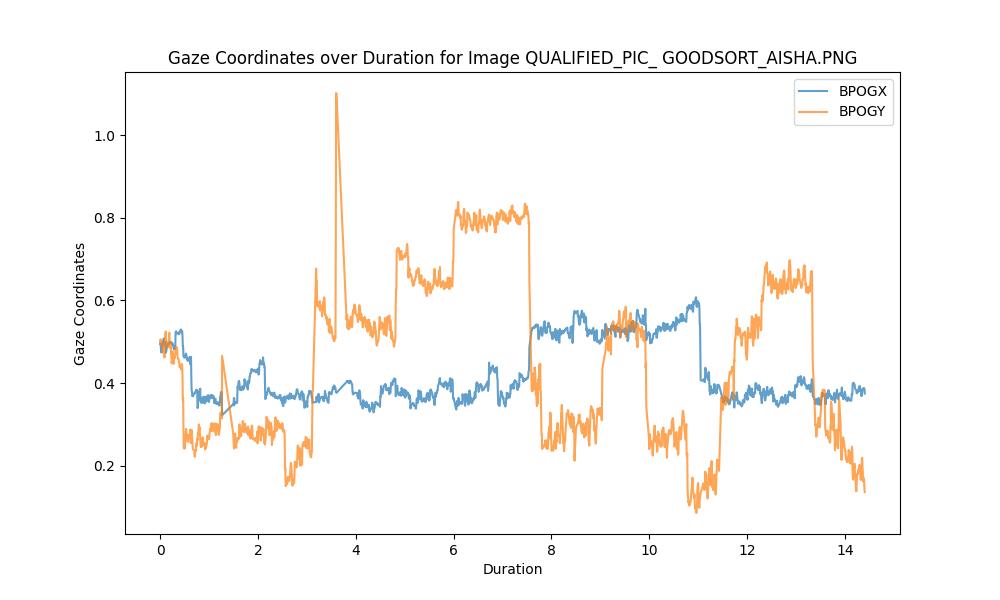 Gaze Coordinates over Duration for Image QUALIFIED_PIC_ GOODSORT_AISHA.PNG
BPOGX
BPOGY
1.0
0.8
0.6
0.4
0.2
Gaze Coordinates
0
2
4
6
8
10
12
14
Duration